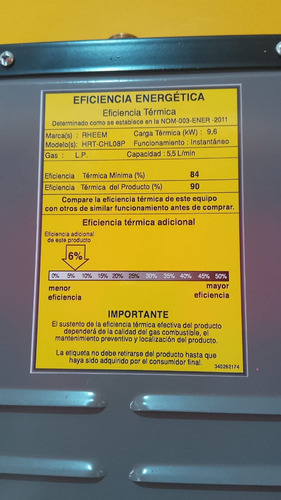 EFICIENCIA ENERGÉTICA
Eficiencia Térmica
Determinado como se establece en la NOM-003-ENER -2011
Marca(s) : RHEEM Carga Térmica (kW) : 9,6
Modelo(s): HRT-CHL08P Funcionamiento : Instantáneo
Gas : L.P. Capacidad : 5,5 L/min
Eficiencia Térmica Mínima (%) 84
Eficiencia Térmica del Producto (%) 90
Compare la eficiencia térmica de este equipo
con otros de similar funcionamiento antes de comprar.
Eficiencia térmica adicional
Eficiencia adicional
de este producto
6%
0% 5% 10% 15% 20% 25% 30% 35% 40% 45% 50%
menor mayor
eficiencia eficiencia
IMPORTANTE
El sustento de la eficiencia térmica efectiva del producto
dependerá de la calidad del gas combustible, el
mantenimiento preventivo y localización del producto.
La etiqueta no debe retirarse del producto hasta que
haya sido adquirido por el consumidor final.
340262174